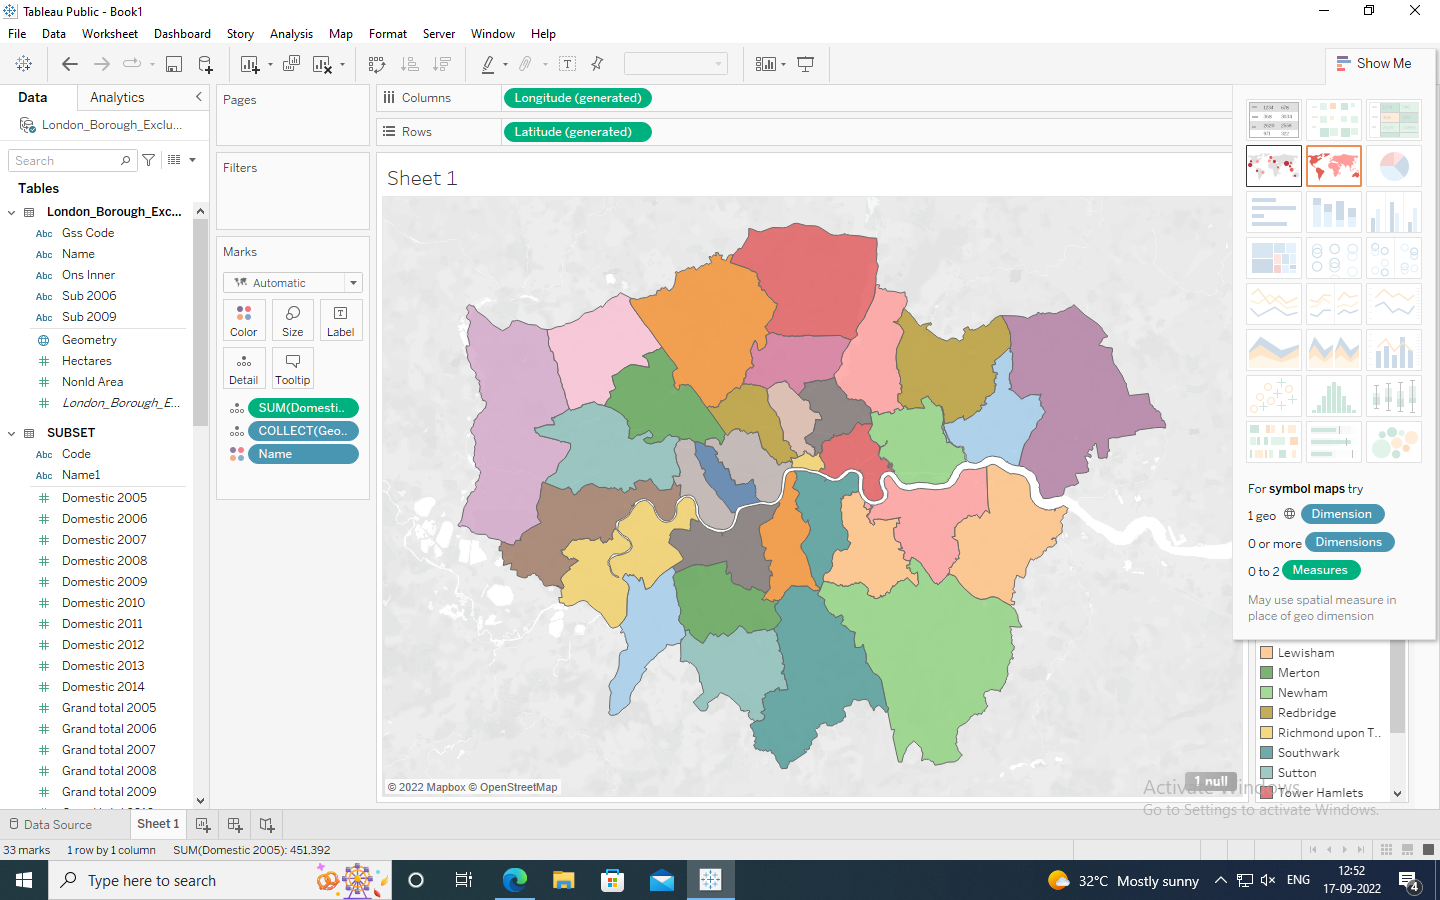 Tableau Public - Book1
File Data Worksheet Dashboard Story Analysis Map Format Server Window Help
Show Me
Data Analytics
London_Borough_Exclu...
Search
Tables
London_Borough_Exc...
Abc Gss Code
Abc Name
Abc Ons Inner
Abc Sub 2006
Abc Sub 2009
Geometry
Hectares
Nonld Area
London_Borough_E...
SUBSET
Abc Code
Abc Name1
Domestic 2005
Domestic 2006
Domestic 2007
Domestic 2008
Domestic 2009
Domestic 2010
Domestic 2011
Domestic 2012
Domestic 2013
Domestic 2014
Grand total 2005
Grand total 2006
Grand total 2007
Grand total 2008
Grand total 2009
Pages
Filters
Marks
Automatic
Color Size Label
Detail Tooltip
SUM(Domesti..
COLLECT(Geo..
Name
Columns Longitude (generated)
Rows Latitude (generated)
Sheet 1
© 2022 Mapbox © OpenStreetMap
1 null
For symbol maps try
1 geo Dimension
0 or more Dimensions
0 to 2 Measures
May use spatial measure in
place of geo dimension
Lewisham
Merton
Newham
Redbridge
Richmond upon T..
Southwark
Sutton
Tower Hamlets
Activate Windows
Go to Settings to activate Windows.
Data Source Sheet 1
33 marks 1 row by 1 column SUM(Domestic 2005): 451,392
Type here to search
32°C Mostly sunny
ENG
12:52
17-09-2022
4